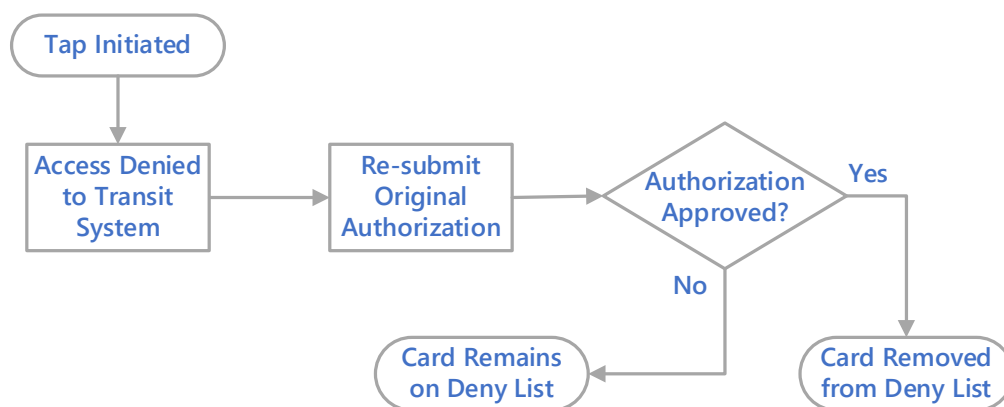 Tap Initiated
Access Denied
to Transit
System
Re-submit
Original
Authorization
Authorization
Approved?
Yes
No
Card Remains
on Deny List
Card Removed
from Deny List